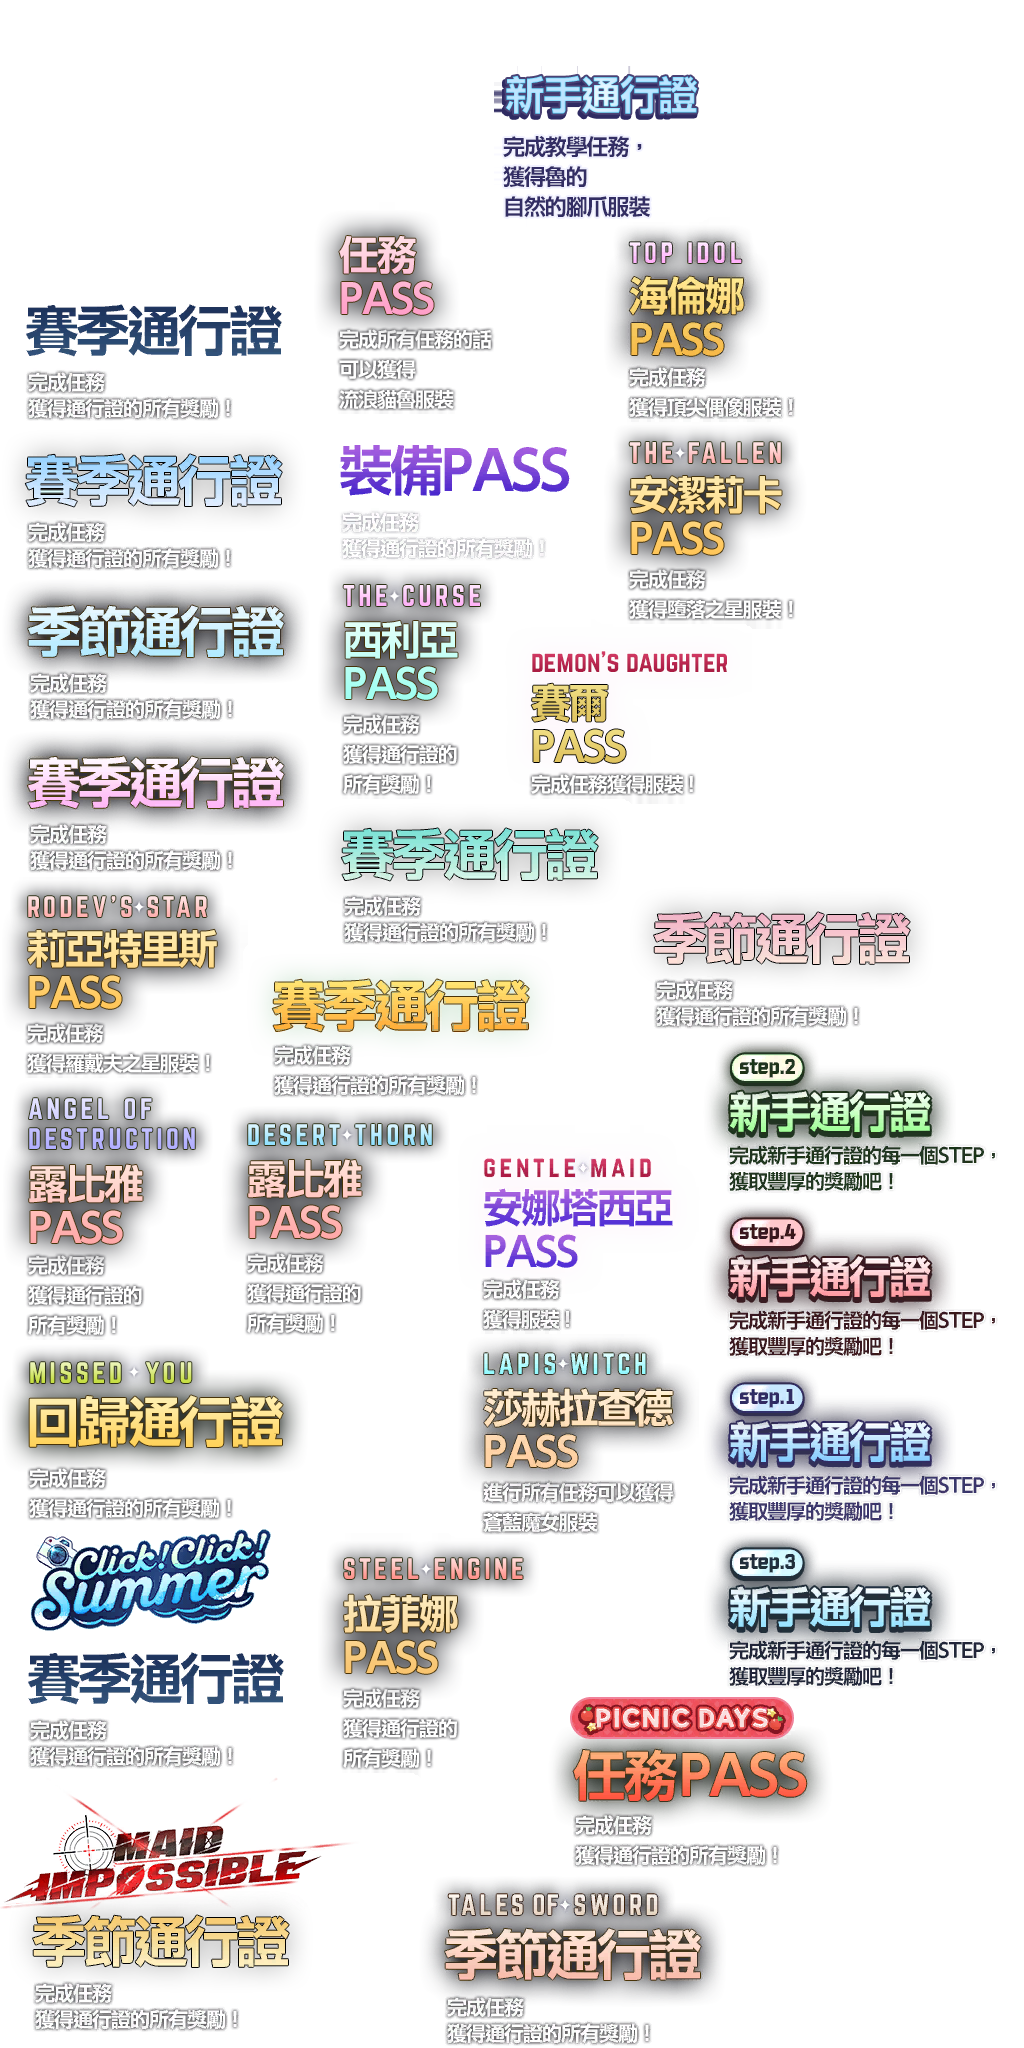 新手通行證
完成教學任務，
獲得魯的
自然的腳爪服裝
任務
PASS
完成所有任務的話
可以獲得
流浪貓魯服裝
TOP IDOL
海倫娜
PASS
完成任務
獲得頂尖偶像服裝！
賽季通行證
完成任務
獲得通行證的所有獎勵！
裝備PASS
完成任務
獲得通行證的所有獎勵！
THE FALLEN
安潔莉卡
PASS
完成任務
獲得墮落之星服裝！
賽季通行證
完成任務
獲得通行證的所有獎勵！
THE CURSE
西利亞
PASS
完成任務
獲得通行證的
所有獎勵！
季節通行證
完成任務
獲得通行證的所有獎勵！
DEMON'S DAUGHTER
賽爾
PASS
完成任務獲得服裝！
賽季通行證
完成任務
獲得通行證的所有獎勵！
賽季通行證
完成任務
獲得通行證的所有獎勵！
RODEV'S STAR
莉亞特里斯
PASS
完成任務
獲得羅戴夫之星服裝！
季節通行證
完成任務
獲得通行證的所有獎勵！
賽季通行證
完成任務
獲得通行證的所有獎勵！
step.2
新手通行證
完成新手通行證的每一個STEP，
獲取豐厚的獎勵吧！
ANGEL OF
DESTRUCTION
露比雅
PASS
完成任務
獲得通行證的
所有獎勵！
DESERT THORN
露比雅
PASS
完成任務
獲得通行證的
所有獎勵！
GENTLE MAID
安娜塔西亞
PASS
完成任務
獲得服裝！
step.4
新手通行證
完成新手通行證的每一個STEP，
獲取豐厚的獎勵吧！
MISSED YOU
回歸通行證
完成任務
獲得通行證的所有獎勵！
LAPIS WITCH
莎赫拉查德
PASS
進行所有任務可以獲得
蒼藍魔女服裝
step.1
新手通行證
完成新手通行證的每一個STEP，
獲取豐厚的獎勵吧！
Click! Click!
Summer
賽季通行證
完成任務
獲得通行證的所有獎勵！
STEEL ENGINE
拉菲娜
PASS
完成任務
獲得通行證的
所有獎勵！
step.3
新手通行證
完成新手通行證的每一個STEP，
獲取豐厚的獎勵吧！
PICNIC DAYS
任務PASS
完成任務
獲得通行證的所有獎勵！
MAID
IMPOSSIBLE
季節通行證
完成任務
獲得通行證的所有獎勵！
TALES OF SWORD
季節通行證
完成任務
獲得通行證的所有獎勵！